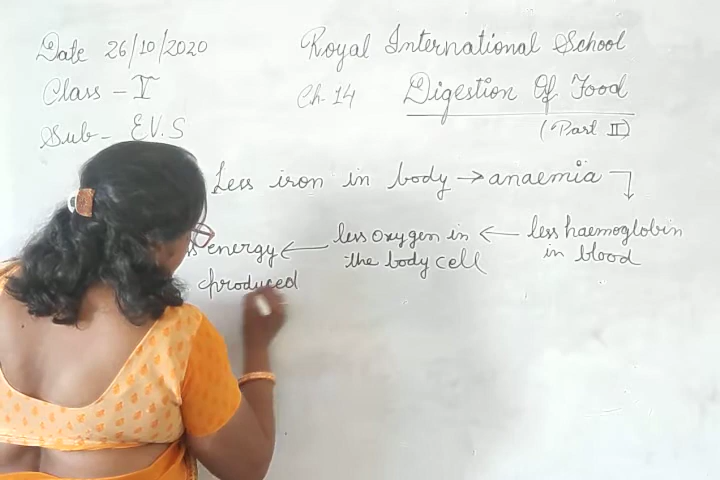 Date 26/10/2020
Royal International School
Class - V
Ch. 14 Digestion Of Food
Sub - E.V.S
(Part II)
Less iron in body → anaemia
less haemoglobin
in blood
less oxygen in
the body cell
energy
produced